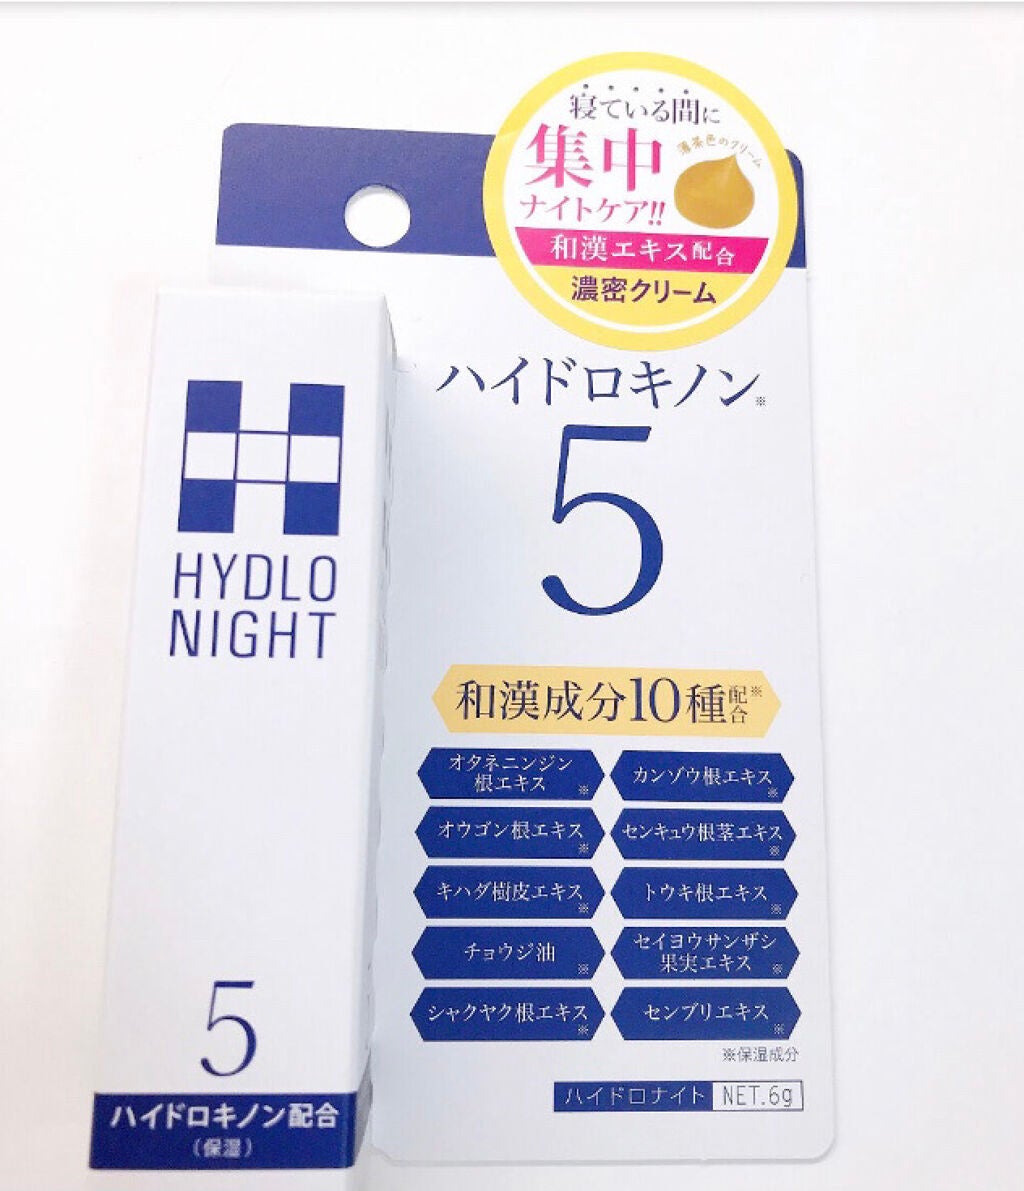 寝ている間に
集中
ナイトケア!!
薄茶色のクリーム
和漢エキス配合
濃密クリーム
ハイドロキノン※
5
和漢成分10種配合※
オタネニンジン
根エキス※
カンゾウ根エキス※
オウゴン根エキス※
センキュウ根茎エキス※
キハダ樹皮エキス※
トウキ根エキス※
チョウジ油※
セイヨウサンザシ
果実エキス※
シャクヤク根エキス※
センブリエキス※
※保湿成分
ハイドロナイト NET.6g
HYDLO
NIGHT
5
ハイドロキノン配合
(保湿)